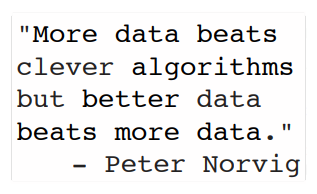 "More data beats
clever algorithms
but better data
beats more data."
- Peter Norvig